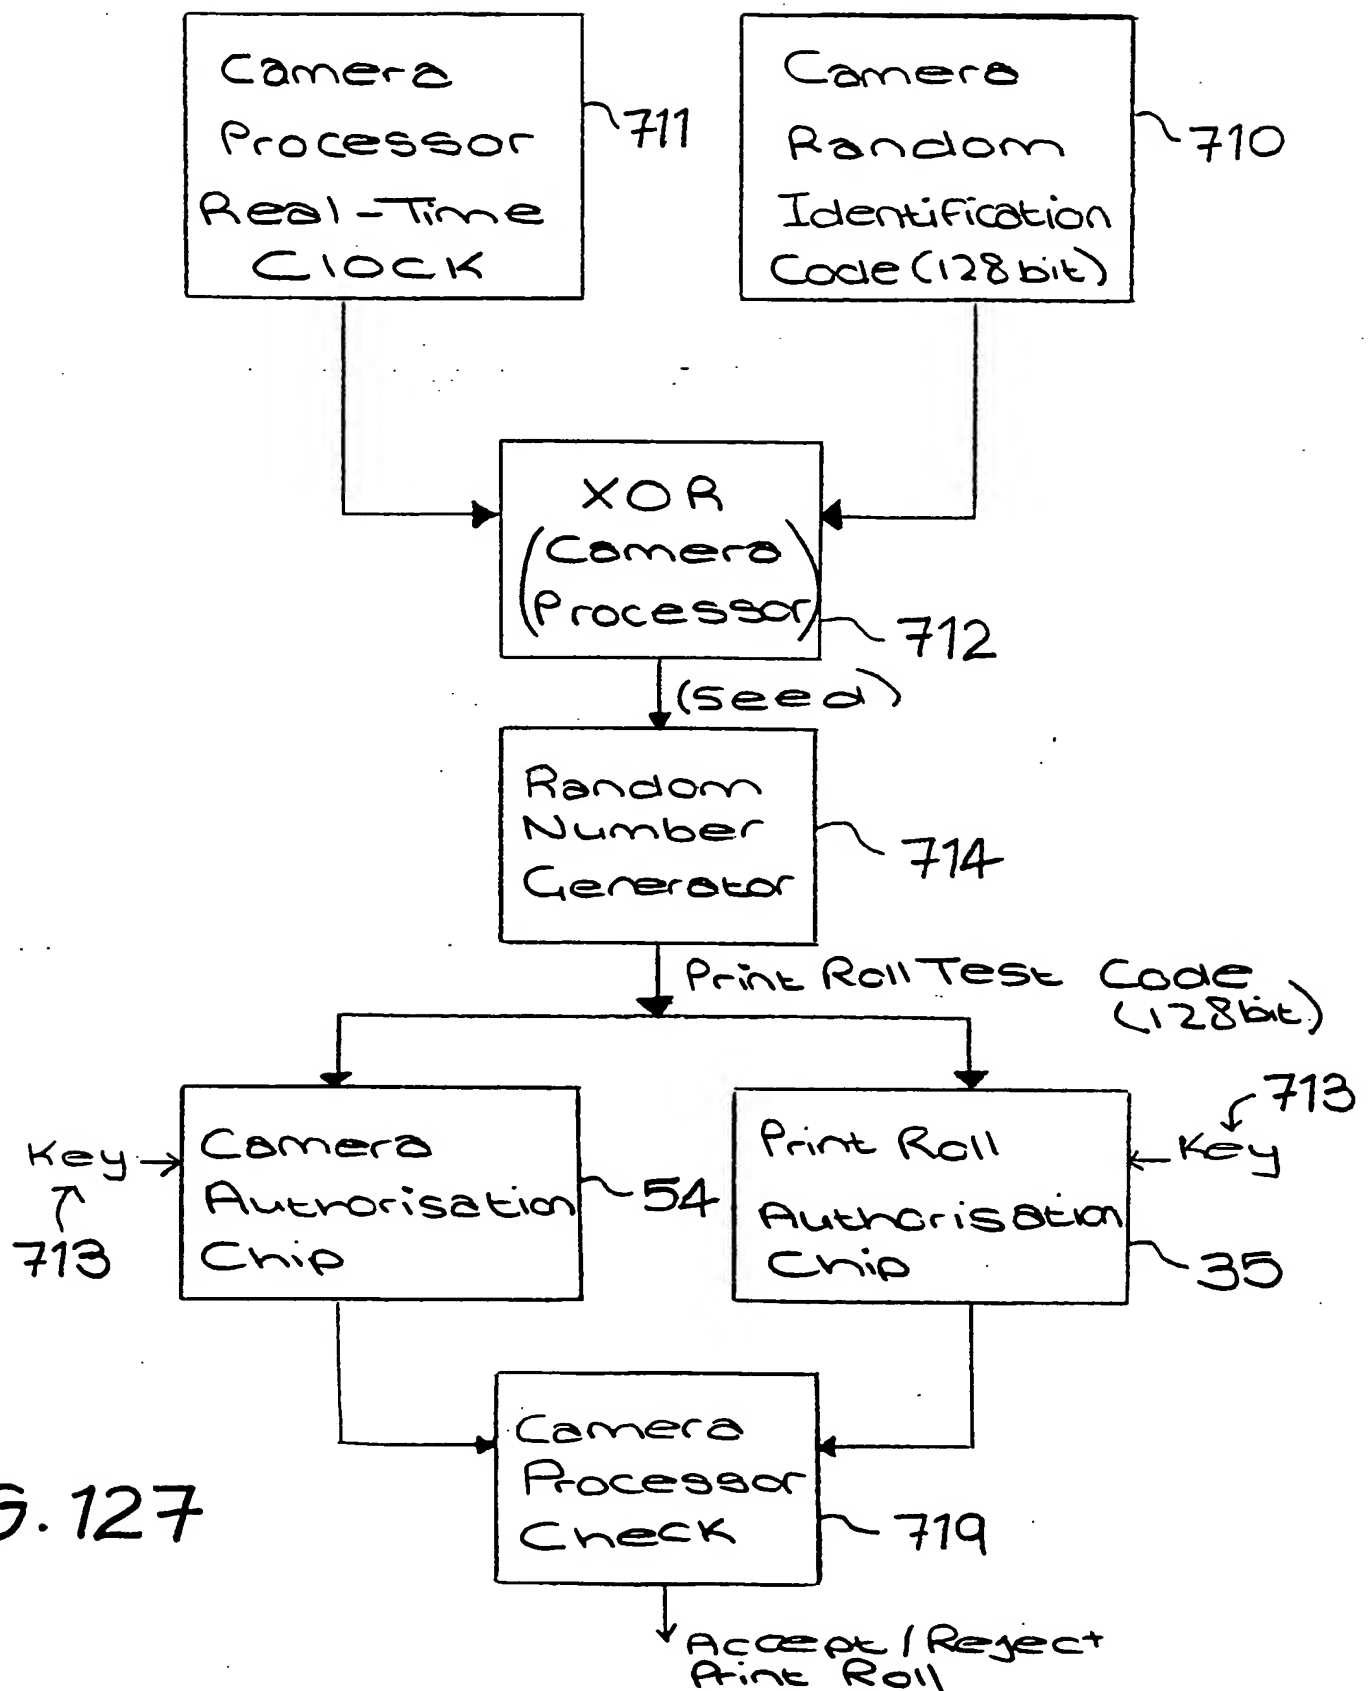 Camera
Processor
Real-Time
Clock
711
Camera
Random
Identification
Code (128 bit)
710
XOR
(Camera
Processor)
712
(Seed)
Random
Number
Generator
714
Print Roll Test Code
(128 bit)
Key
713
Camera
Authorisation
Chip
54
Print Roll
Authorisation
Chip
35
713
Key
Camera
Processor
Check
719
G. 127
Accept / Reject
Print Roll